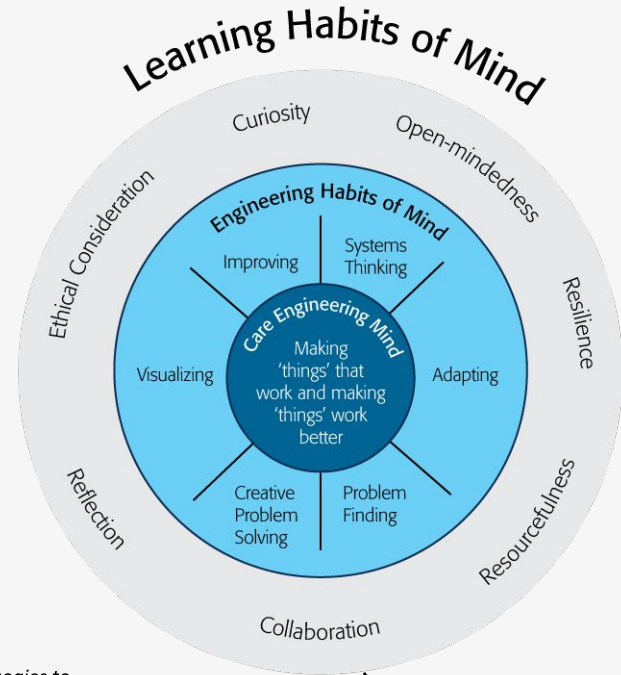 Learning Habits of Mind
Curiosity
Open-mindedness
Ethical Consideration
Resilience
Engineering Habits of Mind
Improving
Systems
Thinking
Visualizing
Adapting
Care Engineering Mind
Making
'things' that
work and making
'things' work
better
Creative
Problem
Solving
Problem
Finding
Reflection
Resourcefulness
Collaboration